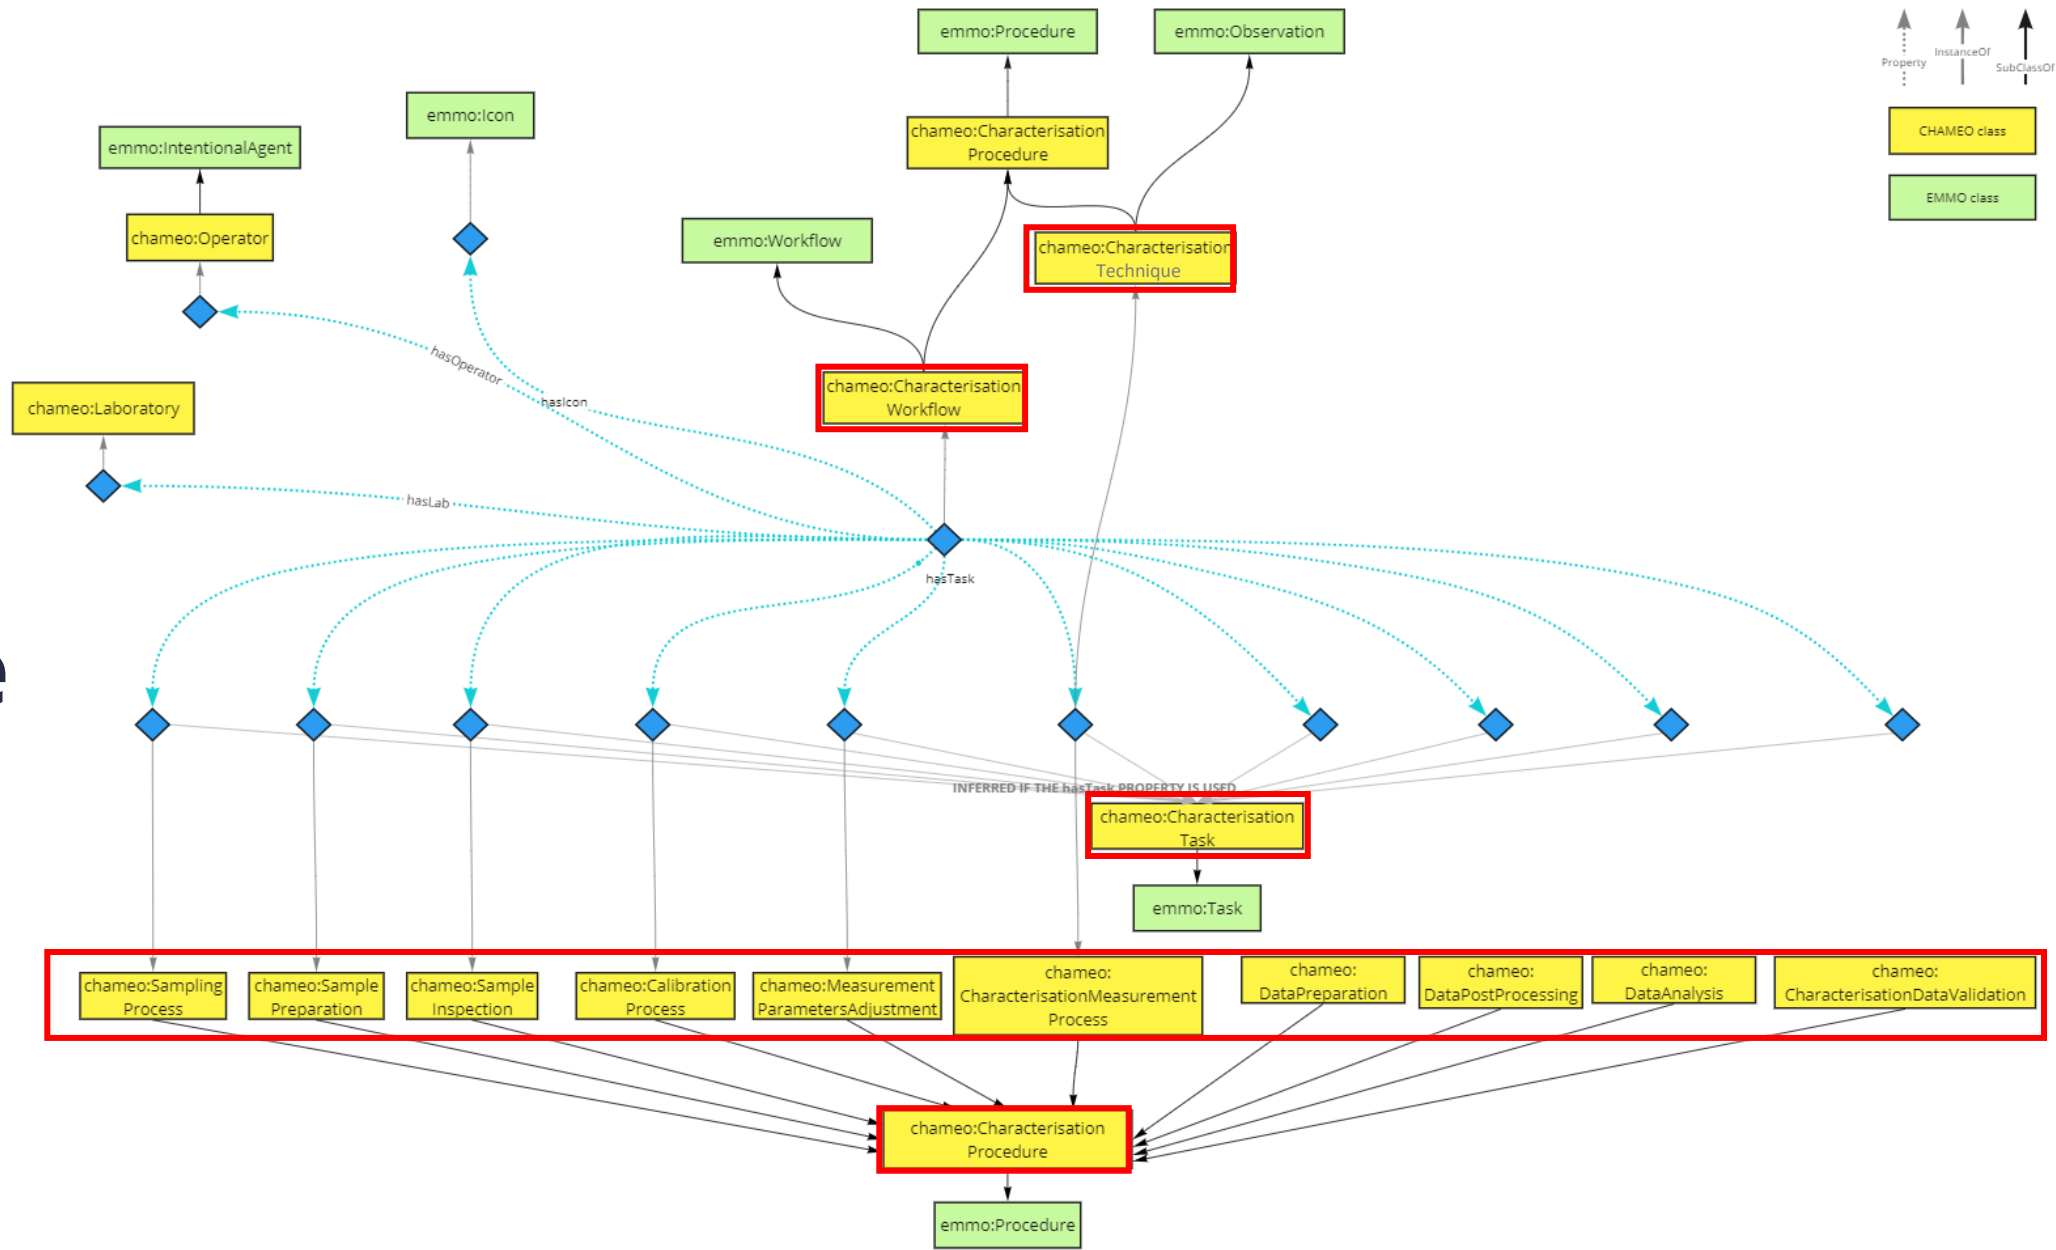 emmo:Procedure
emmo:Observation
Property
InstanceOf
SubClassOf
CHAMEO class
EMMO class
emmo:Icon
emmo:IntentionalAgent
chameo:Characterisation
Procedure
chameo:Operator
emmo:Workflow
chameo:Characterisation
Technique
hasOperator
hasIcon
chameo:Characterisation
Workflow
chameo:Laboratory
hasLab
hasTask
e
INFERRED IF THE hasTask PROPERTY IS USED
chameo:Characterisation
Task
emmo:Task
chameo:Sampling
Process
chameo:Sample
Preparation
chameo:Sample
Inspection
chameo:Calibration
Process
chameo:Measurement
ParametersAdjustment
chameo:
CharacterisationMeasurement
Process
chameo:
DataPreparation
chameo:
DataPostProcessing
chameo:
DataAnalysis
chameo:
CharacterisationDataValidation
chameo:Characterisation
Procedure
emmo:Procedure